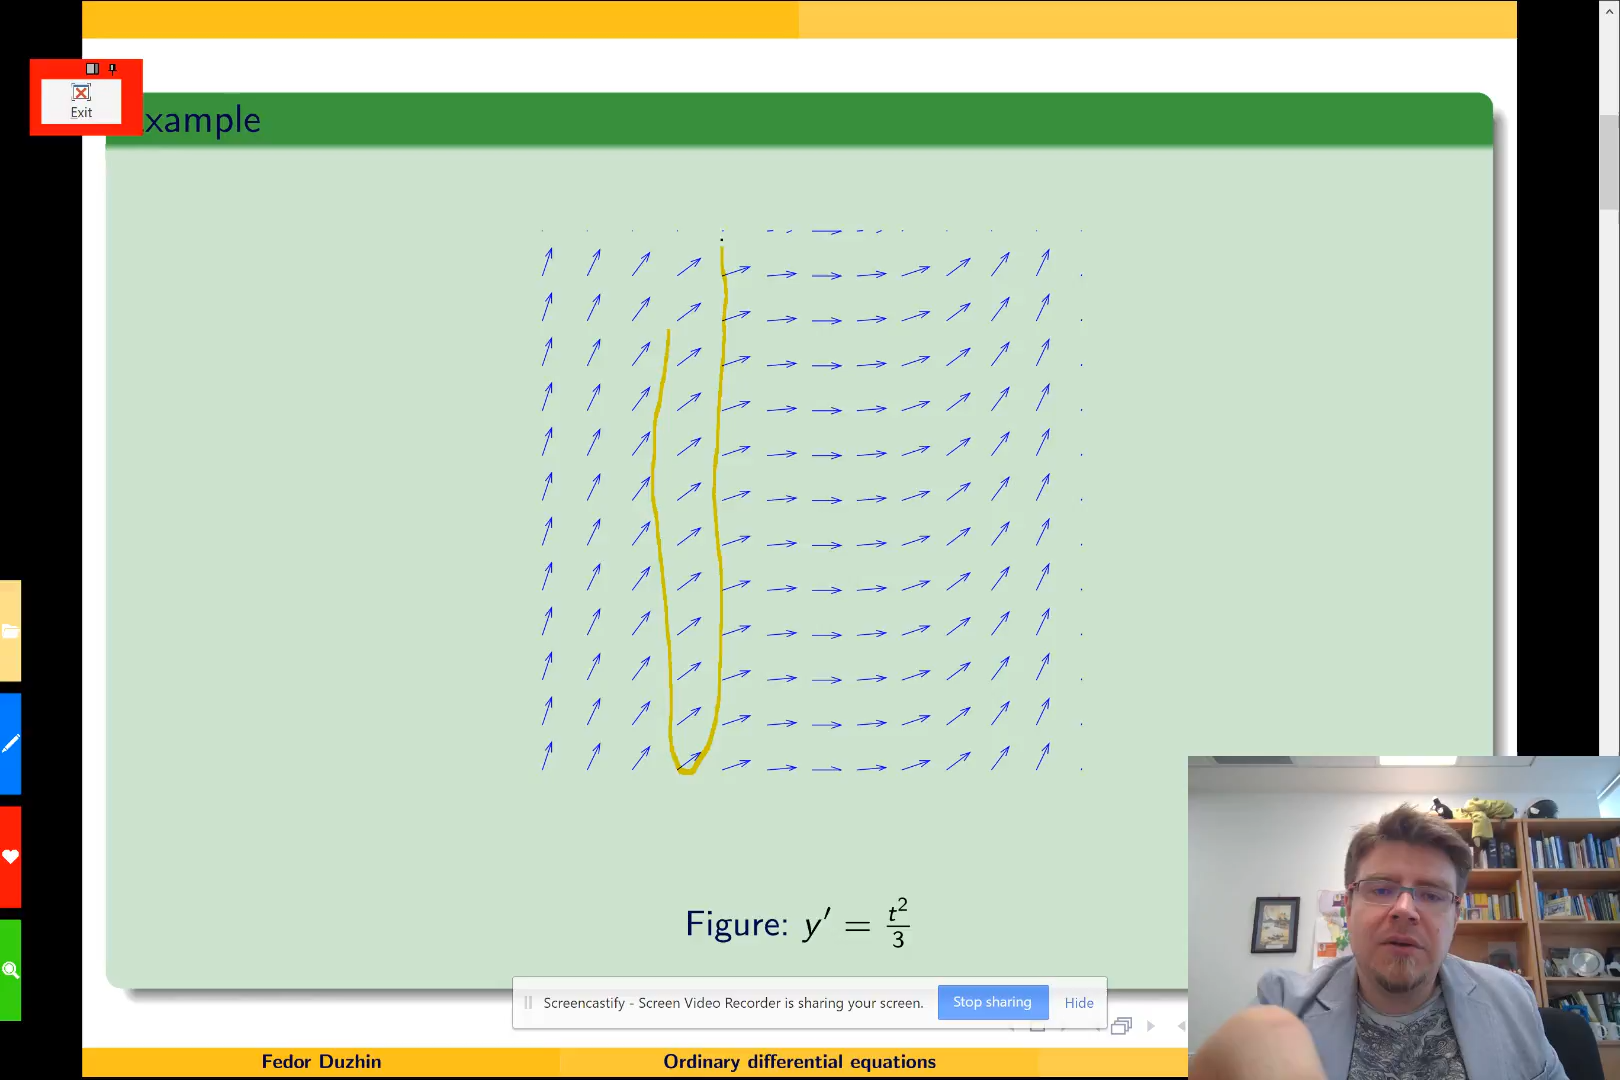 Exit
xample
Figure: y′ = t²/3
Screencastify - Screen Video Recorder is sharing your screen.
Stop sharing
Hide
Fedor Duzhin
Ordinary differential equations